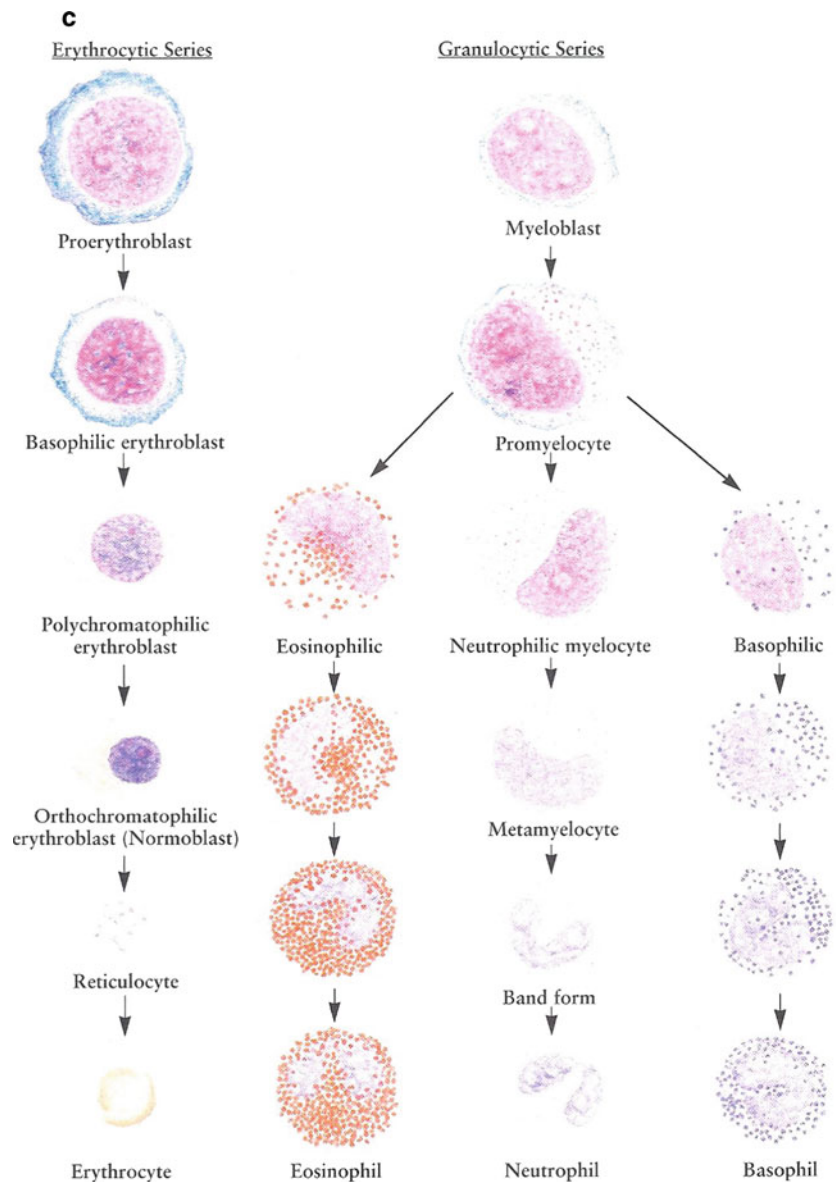 c
Erythrocytic Series
Granulocytic Series
Proerythroblast
Myeloblast
Basophilic erythroblast
Promyelocyte
Polychromatophilic
erythroblast
Eosinophilic
Neutrophilic myelocyte
Basophilic
Orthochromatophilic
erythroblast (Normoblast)
Metamyelocyte
Reticulocyte
Band form
Erythrocyte
Eosinophil
Neutrophil
Basophil